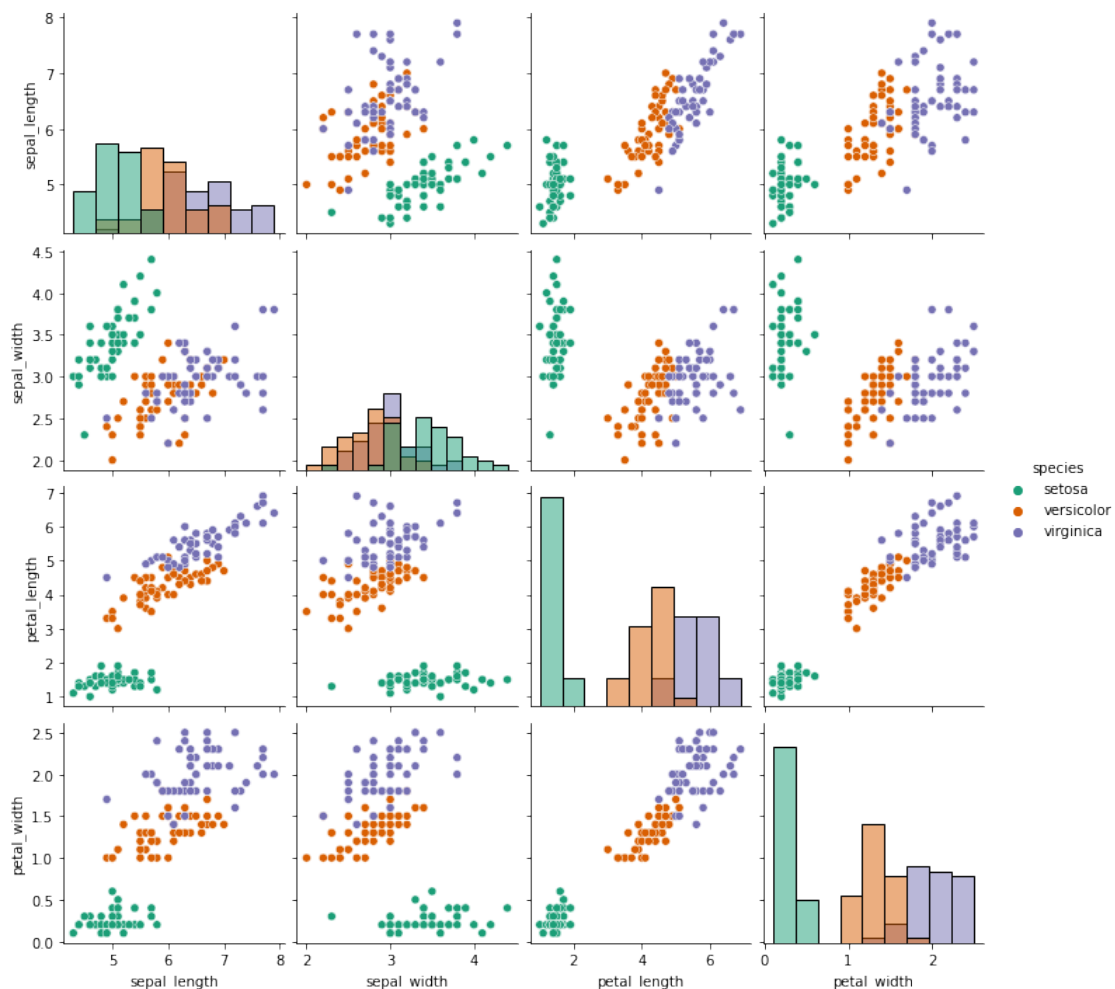 8
7
6
5
sepal_length
4.5
4.0
3.5
3.0
2.5
2.0
sepal_width
7
6
5
4
3
2
1
petal_length
2.5
2.0
1.5
1.0
0.5
0.0
petal_width
5 6 7 8
sepal_length
2 3 4
sepal_width
2 4 6
petal_length
0 1 2
petal_width
species
setosa
versicolor
virginica